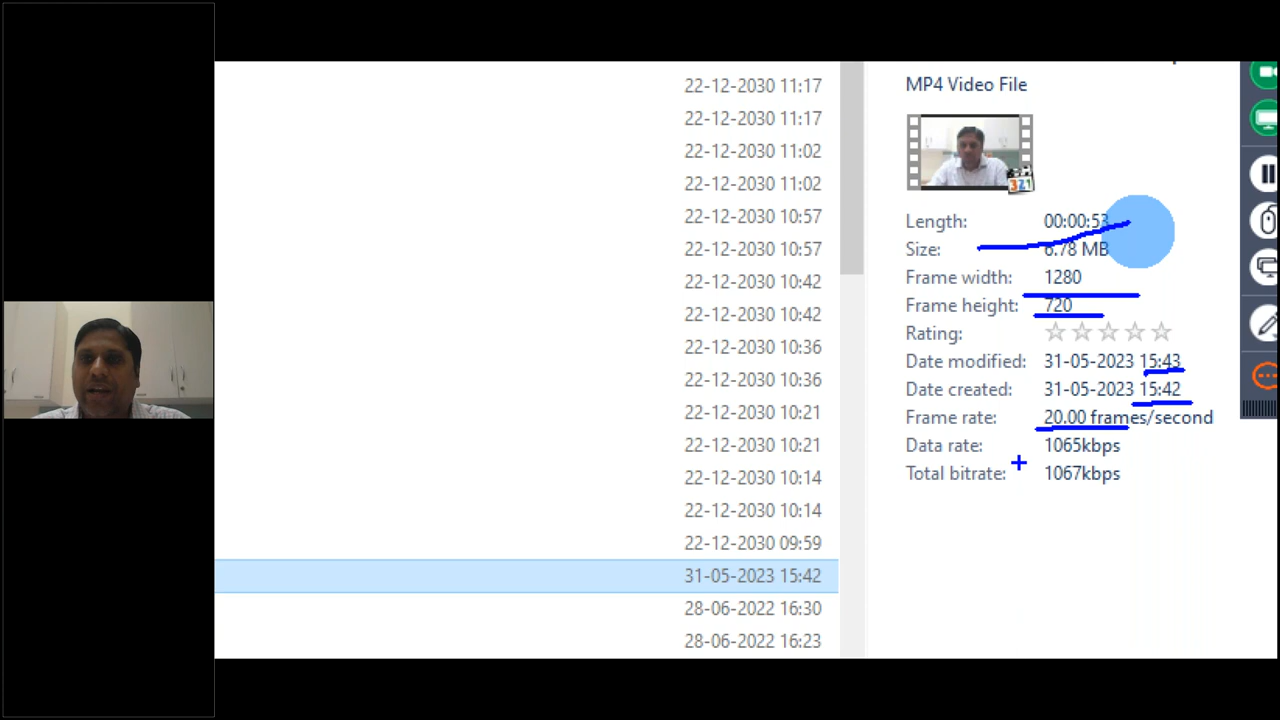 22-12-2030 11:17
22-12-2030 11:17
22-12-2030 11:02
22-12-2030 11:02
22-12-2030 10:57
22-12-2030 10:57
22-12-2030 10:42
22-12-2030 10:42
22-12-2030 10:36
22-12-2030 10:36
22-12-2030 10:21
22-12-2030 10:21
22-12-2030 10:14
22-12-2030 10:14
22-12-2030 09:59
31-05-2023 15:42
28-06-2022 16:30
28-06-2022 16:23
MP4 Video File
321
Length: 00:00:53
Size: 6.78 MB
Frame width: 1280
Frame height: 720
Rating:
Date modified: 31-05-2023 15:43
Date created: 31-05-2023 15:42
Frame rate: 20.00 frames/second
Data rate: 1065kbps
Total bitrate: 1067kbps